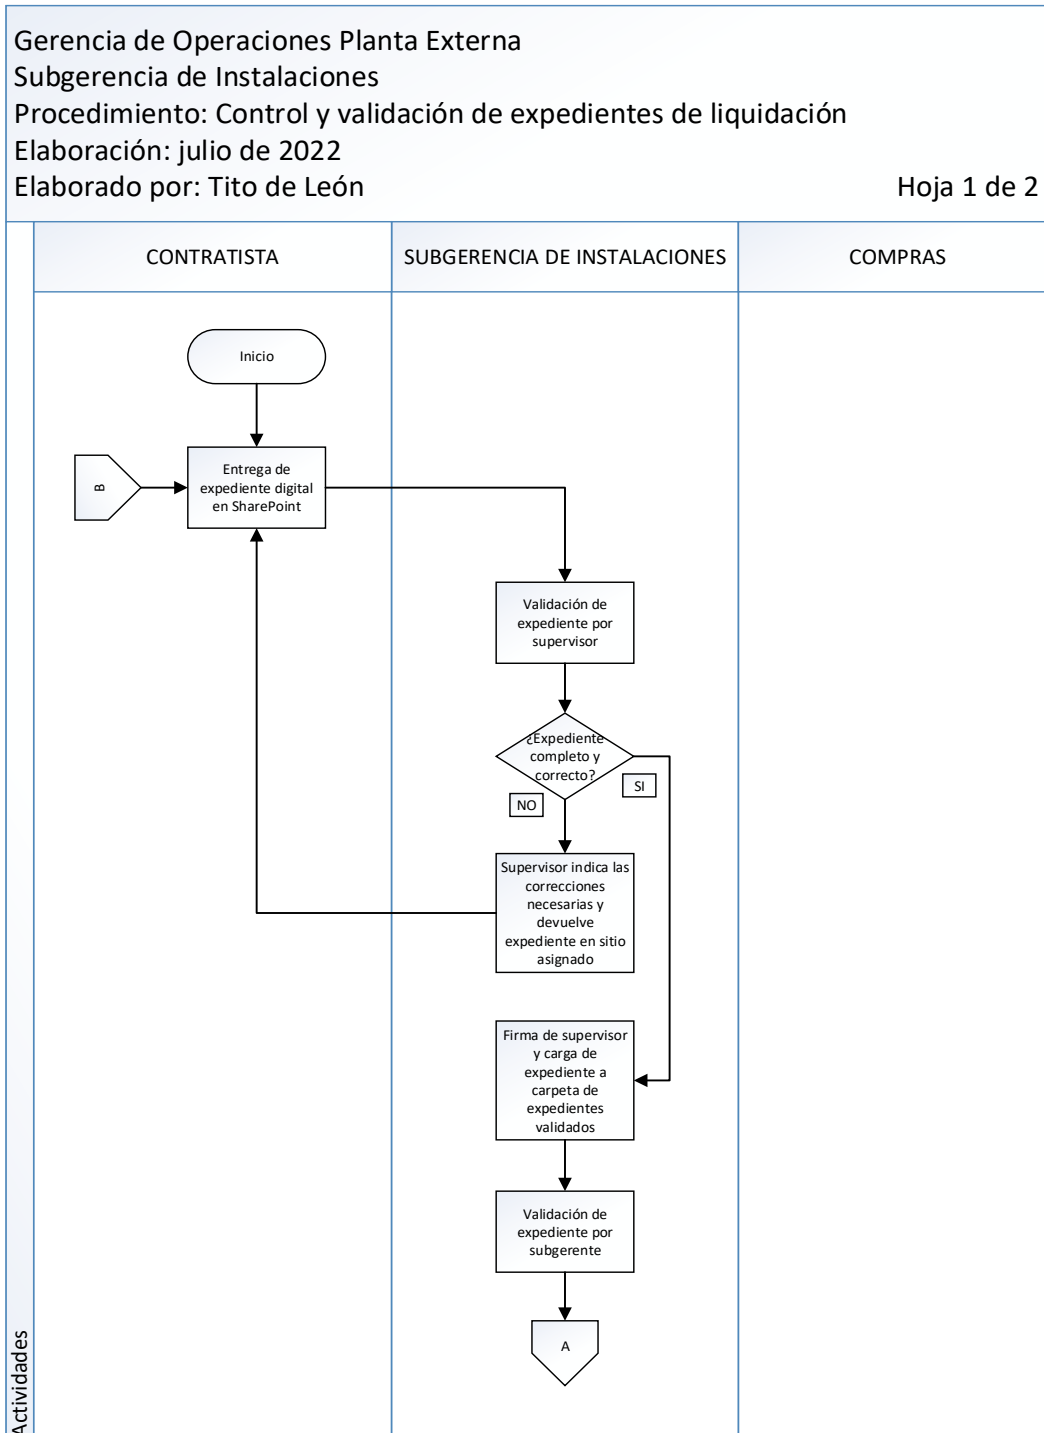 Gerencia de Operaciones Planta Externa
Subgerencia de Instalaciones
Procedimiento: Control y validación de expedientes de liquidación
Elaboración: julio de 2022
Elaborado por: Tito de León
Hoja 1 de 2
CONTRATISTA
SUBGERENCIA DE INSTALACIONES
COMPRAS
Inicio
B
Entrega de
expediente digital
en SharePoint
Validación de
expediente por
supervisor
¿Expediente
completo y
correcto?
SI
NO
Supervisor indica las
correcciones
necesarias y
devuelve
expediente en sitio
asignado
Firma de supervisor
y carga de
expediente a
carpeta de
expedientes
validados
Validación de
expediente por
subgerente
A
Actividades